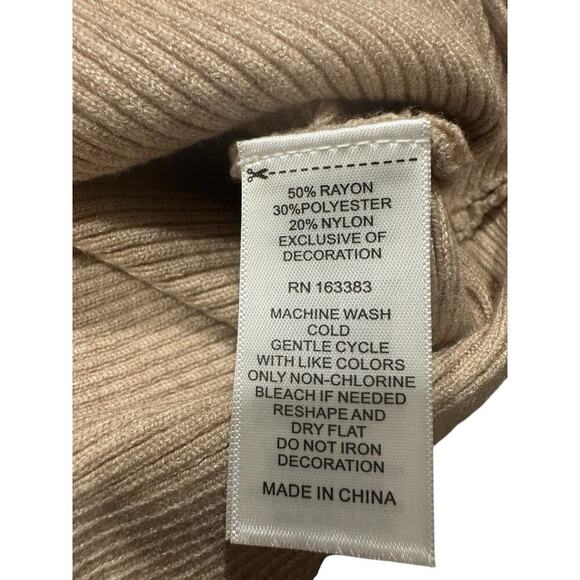 50% RAYON
30%POLYESTER
20% NYLON
EXCLUSIVE OF
DECORATION
RN 163383
MACHINE WASH
COLD
GENTLE CYCLE
WITH LIKE COLORS
ONLY NON-CHLORINE
BLEACH IF NEEDED
RESHAPE AND
DRY FLAT
DO NOT IRON
DECORATION
MADE IN CHINA